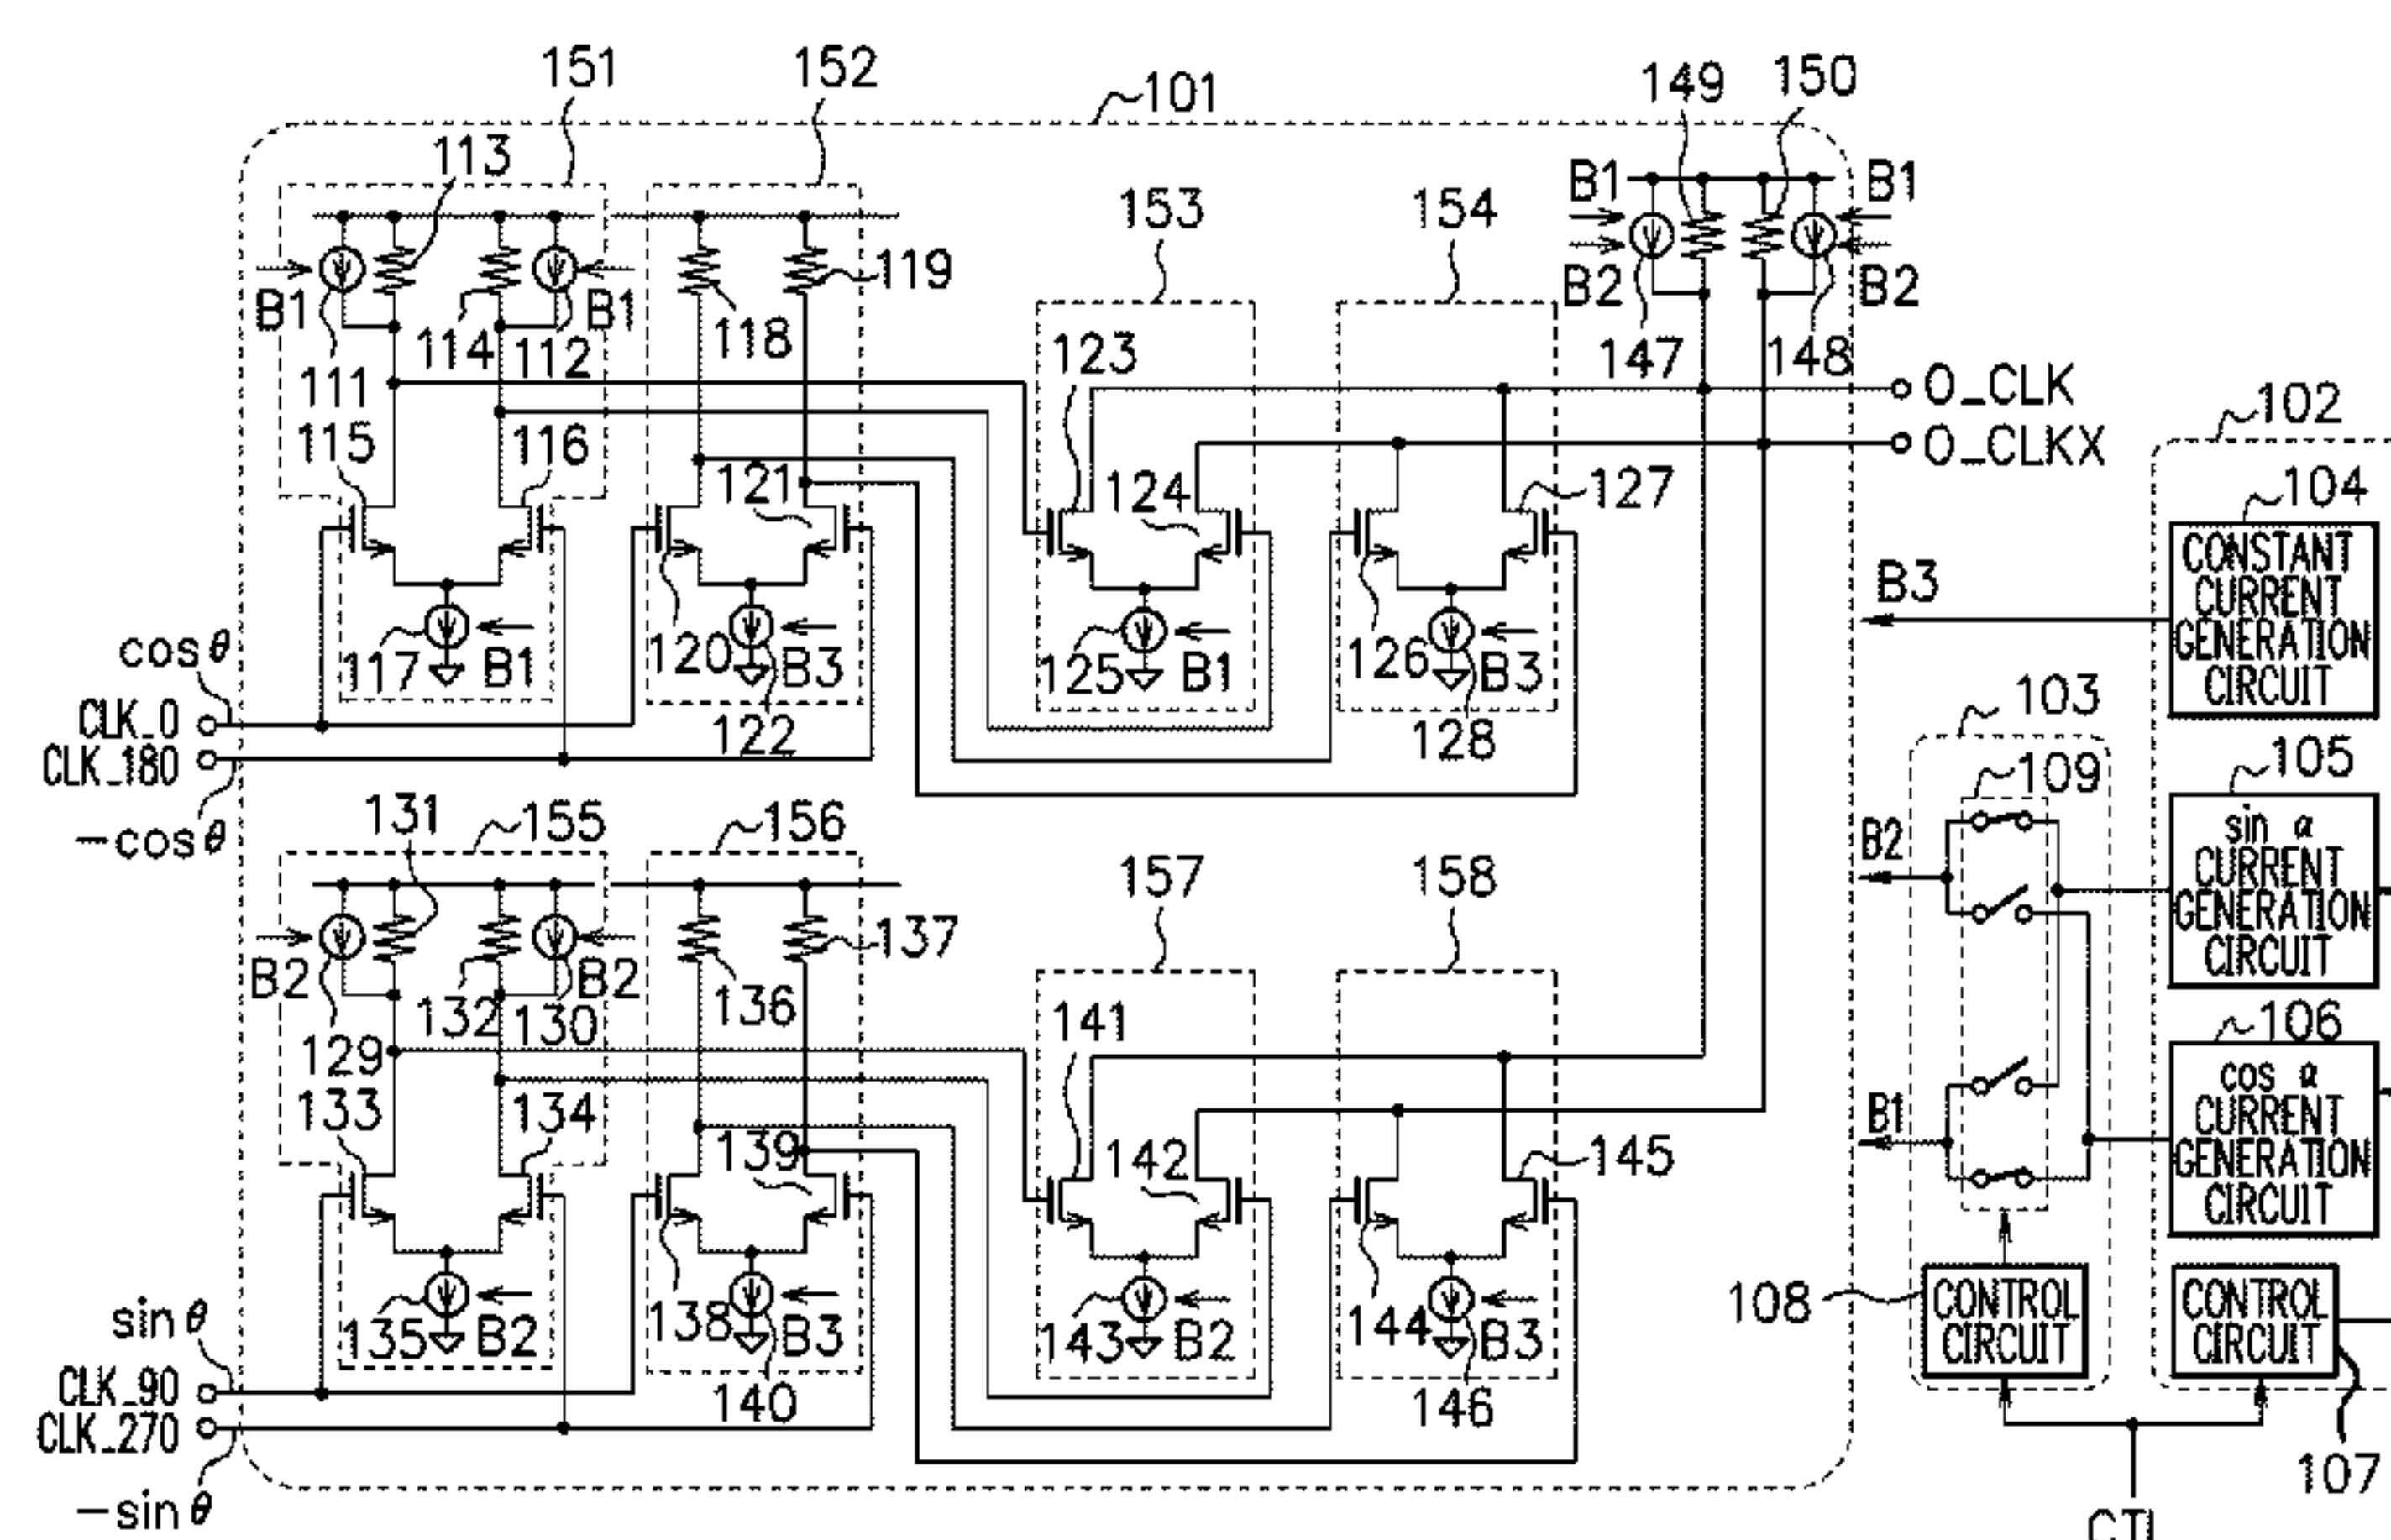 151
152
101
149
150
113
B1
B1
153
154
119
B1
B1
118
B2
B2
114
112
123
147
148
111
O_CLK
102
115
116
O_CLKX
121
124
127
104
CONSTANT
CURRENT
GENERATION
CIRCUIT
B3
cosθ
117
B1
120
B3
125
B1
126
B3
103
CLK_0
122
128
CLK_180
109
105
−cosθ
131
155
156
B2
sin α
CURRENT
GENERATION
CIRCUIT
157
158
137
B2
B2
132
130
136
141
106
129
cos α
CURRENT
GENERATION
CIRCUIT
133
134
B1
139
142
145
108
CONTROL
CIRCUIT
CONTROL
CIRCUIT
sinθ
135
B2
138
B3
143
B2
144
B3
CLK_90
140
146
CLK_270
107
−sinθ